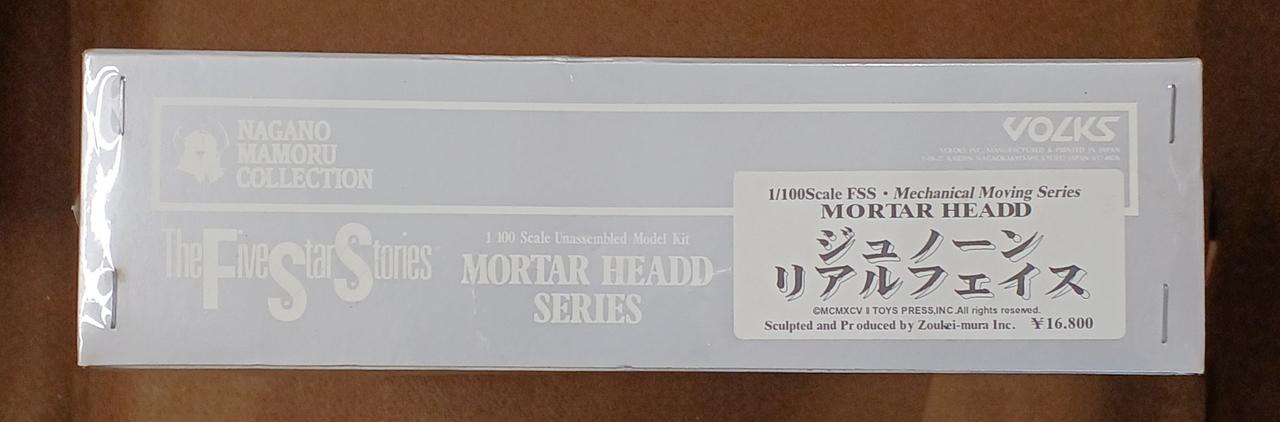 NAGANO
MAMORU
COLLECTION
VOLKS
VOLKS INC. MANUFACTURED & PRINTED IN JAPAN
The Five Star Stories
1 100 Scale Unassembled Model Kit
MORTAR HEADD
SERIES
1/100Scale FSS・Mechanical Moving Series
MORTAR HEADD
ジュノーン
リアルフェイス
©MCMXCV II TOYS PRESS,INC.All rights reserved.
Sculpted and Produced by Zoukei-mura Inc. ¥16.800